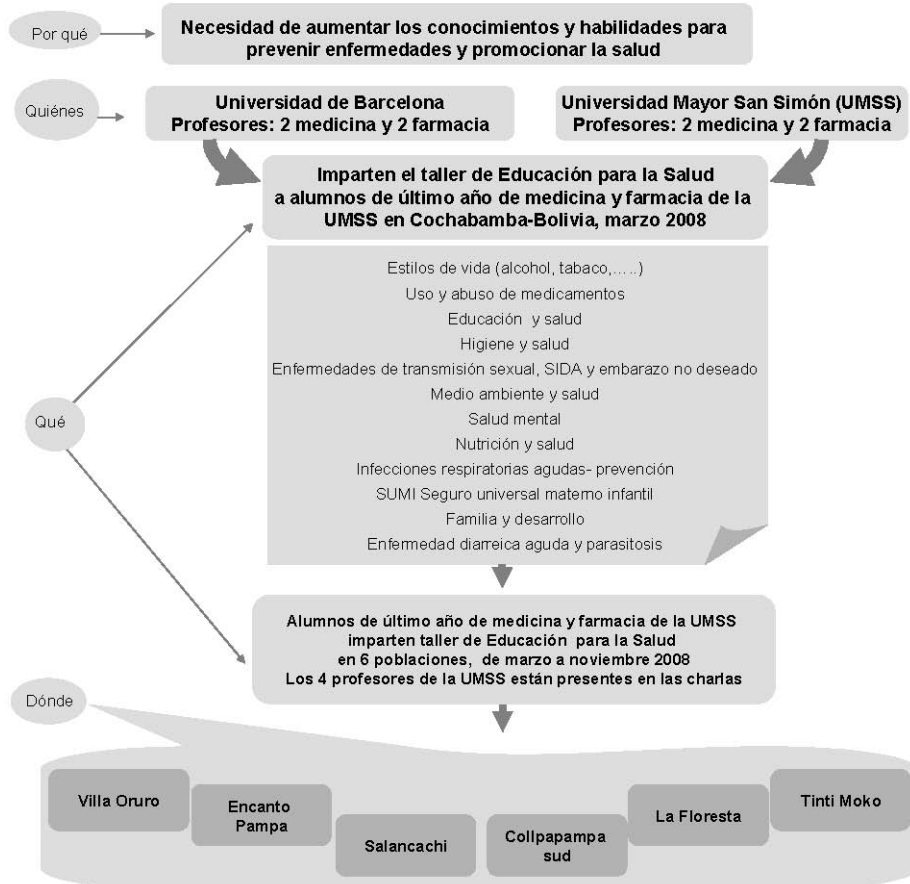 Por qué
Necesidad de aumentar los conocimientos y habilidades para
prevenir enfermedades y promocionar la salud
Quiénes
Universidad de Barcelona
Profesores: 2 medicina y 2 farmacia
Universidad Mayor San Simón (UMSS)
Profesores: 2 medicina y 2 farmacia
Imparten el taller de Educación para la Salud
a alumnos de último año de medicina y farmacia de la
UMSS en Cochabamba-Bolivia, marzo 2008
Qué
Estilos de vida (alcohol, tabaco,…..)
Uso y abuso de medicamentos
Educación y salud
Higiene y salud
Enfermedades de transmisión sexual, SIDA y embarazo no deseado
Medio ambiente y salud
Salud mental
Nutrición y salud
Infecciones respiratorias agudas- prevención
SUMI Seguro universal materno infantil
Familia y desarrollo
Enfermedad diarreica aguda y parasitosis
Alumnos de último año de medicina y farmacia de la UMSS
imparten taller de Educación para la Salud
en 6 poblaciones, de marzo a noviembre 2008
Los 4 profesores de la UMSS están presentes en las charlas
Dónde
Villa Oruro
Encanto
Pampa
Salancachi
Collpapampa
sud
La Floresta
Tinti Moko